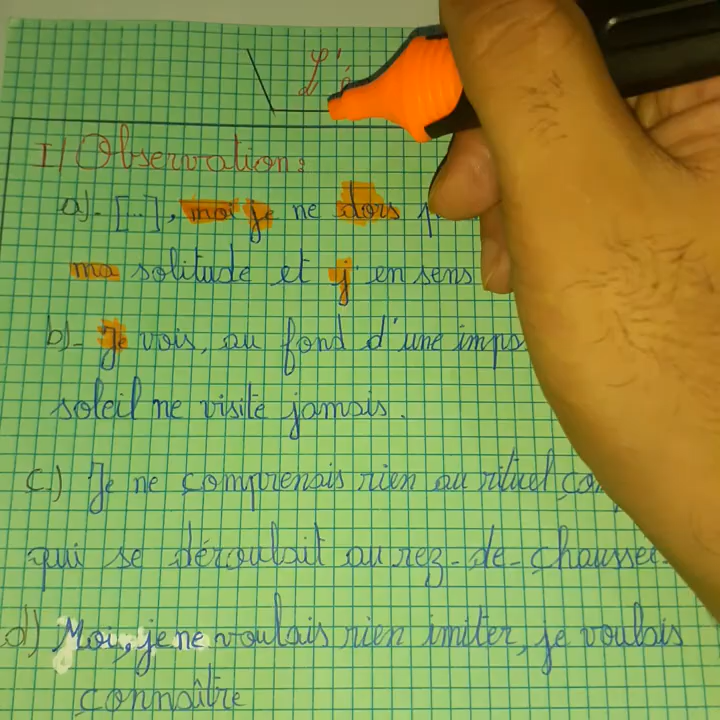 L'é
I/ Observation:
a)- [...], moi je ne dors
ma solitude et j'en sens
b)- Je vois, au fond d'une
soleil ne visite jamais.
c.) Je ne comprenais rien au rituel
qui se déroulait au rez-de-chaussée
d) Moi, je ne voulais rien imiter, je voulais
connaître